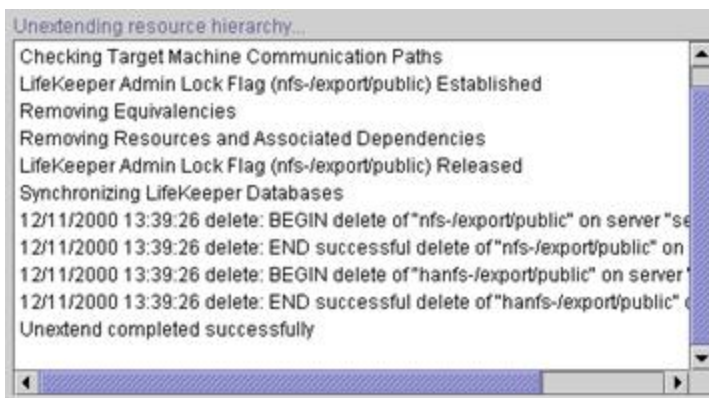 Unextending resource hierarchy...
Checking Target Machine Communication Paths
LifeKeeper Admin Lock Flag (nfs-/export/public) Established
Removing Equivalencies
Removing Resources and Associated Dependencies
LifeKeeper Admin Lock Flag (nfs-/export/public) Released
Synchronizing LifeKeeper Databases
12/11/2000 13:39:26 delete: BEGIN delete of "nfs-/export/public" on server "se
12/11/2000 13:39:26 delete: END successful delete of "nfs-/export/public" on
12/11/2000 13:39:26 delete: BEGIN delete of "hanfs-/export/public" on server "
12/11/2000 13:39:26 delete: END successful delete of "hanfs-/export/public"
Unextend completed successfully